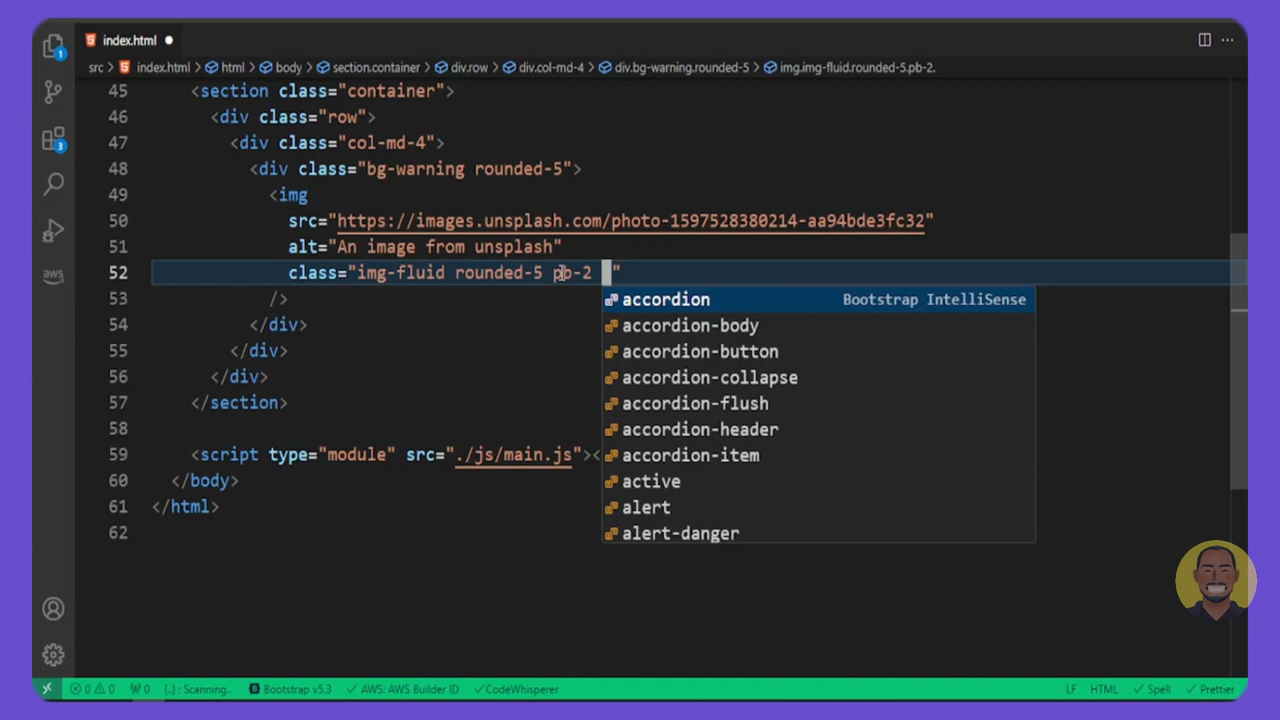 index.html
src > index.html > html > body > section.container > div.row > div.col-md-4 > div.bg-warning.rounded-5 > img.img-fluid.rounded-5.pb-2.
45 <section class="container">
46 <div class="row">
47 <div class="col-md-4">
48 <div class="bg-warning rounded-5">
49 <img
50 src="https://images.unsplash.com/photo-1597528380214-aa94bde3fc32"
51 alt="An image from unsplash"
52 class="img-fluid rounded-5 pb-2 "
accordion Bootstrap IntelliSense
53 />
accordion-body
54 </div>
accordion-button
55 </div>
accordion-collapse
56 </div>
accordion-flush
57 </section>
accordion-header
58
accordion-item
59 <script type="module" src="./js/main.js"><
active
60 </body>
alert
61 </html>
alert-danger
62
1
3
aws
0 0 0 {..} : Scanning.. Bootstrap v5.3 AWS: AWS Builder ID CodeWhisperer LF HTML Spell Prettier